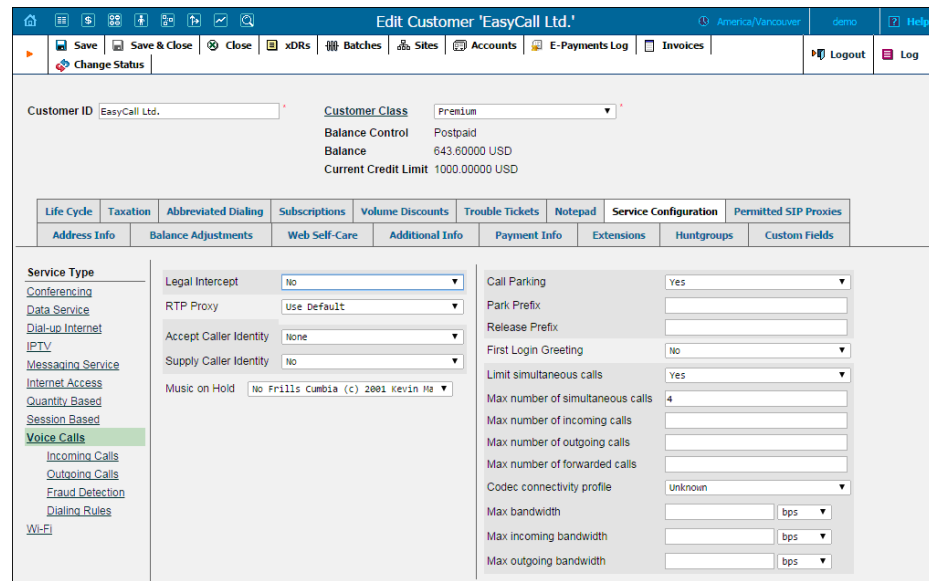 Edit Customer 'EasyCall Ltd.' America/Vancouver demo ? Help
Save Save & Close Close xDRs Batches Sites Accounts E-Payments Log Invoices Logout Log
Change Status
Customer ID EasyCall Ltd. * Customer Class Premium *
Balance Control Postpaid
Balance 643.60000 USD
Current Credit Limit 1000.00000 USD
Life Cycle Taxation Abbreviated Dialing Subscriptions Volume Discounts Trouble Tickets Notepad Service Configuration Permitted SIP Proxies
Address Info Balance Adjustments Web Self-Care Additional Info Payment Info Extensions Huntgroups Custom Fields
Service Type
Conferencing
Data Service
Dial-up Internet
IPTV
Messaging Service
Internet Access
Quantity Based
Session Based
Voice Calls
Incoming Calls
Outgoing Calls
Fraud Detection
Dialing Rules
Wi-Fi
Legal Intercept No
RTP Proxy Use Default
Accept Caller Identity None
Supply Caller Identity No
Music on Hold No Frills Cumbia (c) 2001 Kevin Ma
Call Parking Yes
Park Prefix
Release Prefix
First Login Greeting No
Limit simultaneous calls Yes
Max number of simultaneous calls 4
Max number of incoming calls
Max number of outgoing calls
Max number of forwarded calls
Codec connectivity profile Unknown
Max bandwidth bps
Max incoming bandwidth bps
Max outgoing bandwidth bps